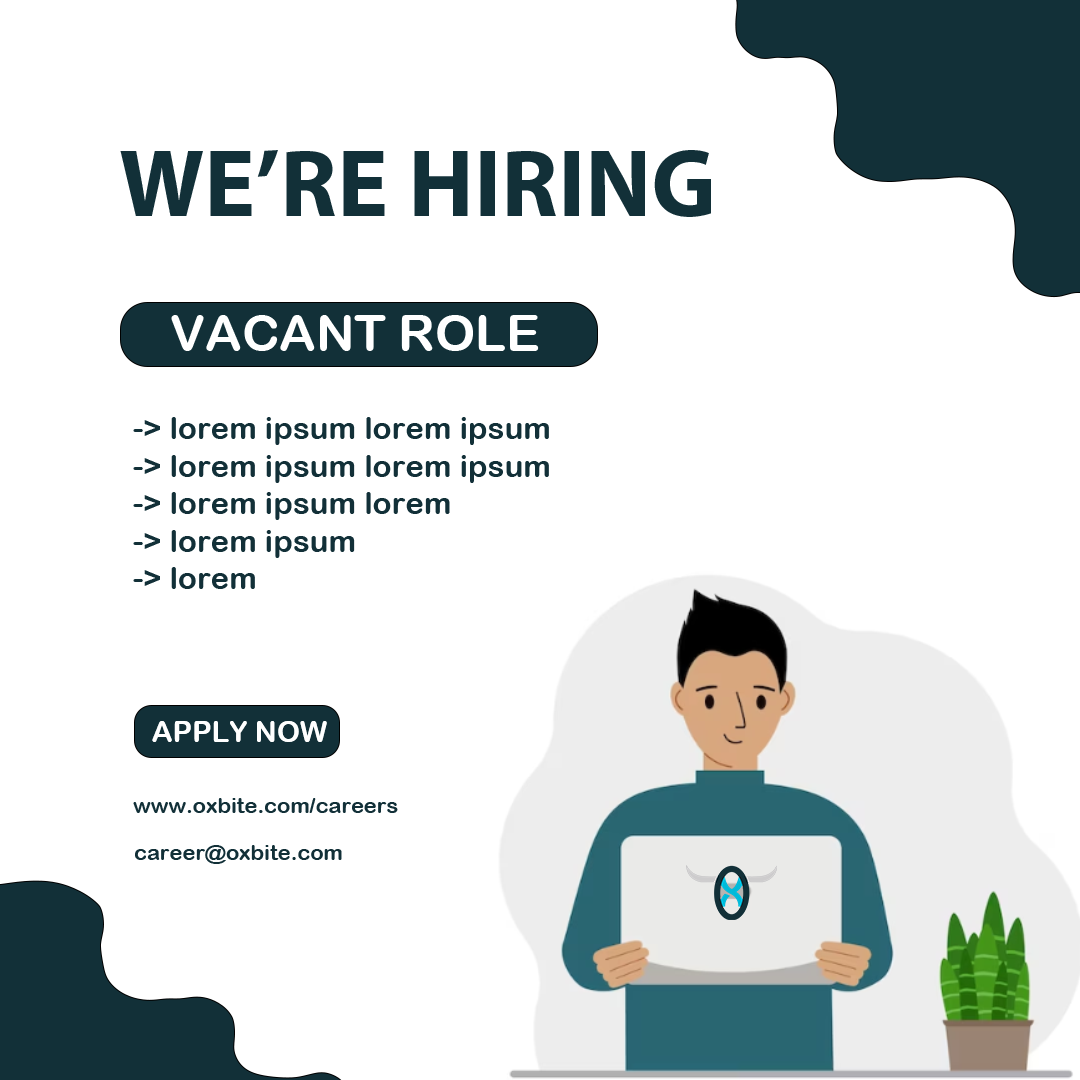 WE’RE HIRING
VACANT ROLE
-> lorem ipsum lorem ipsum
-> lorem ipsum lorem ipsum
-> lorem ipsum lorem
-> lorem ipsum
-> lorem
APPLY NOW
www.oxbite.com/careers
career@oxbite.com